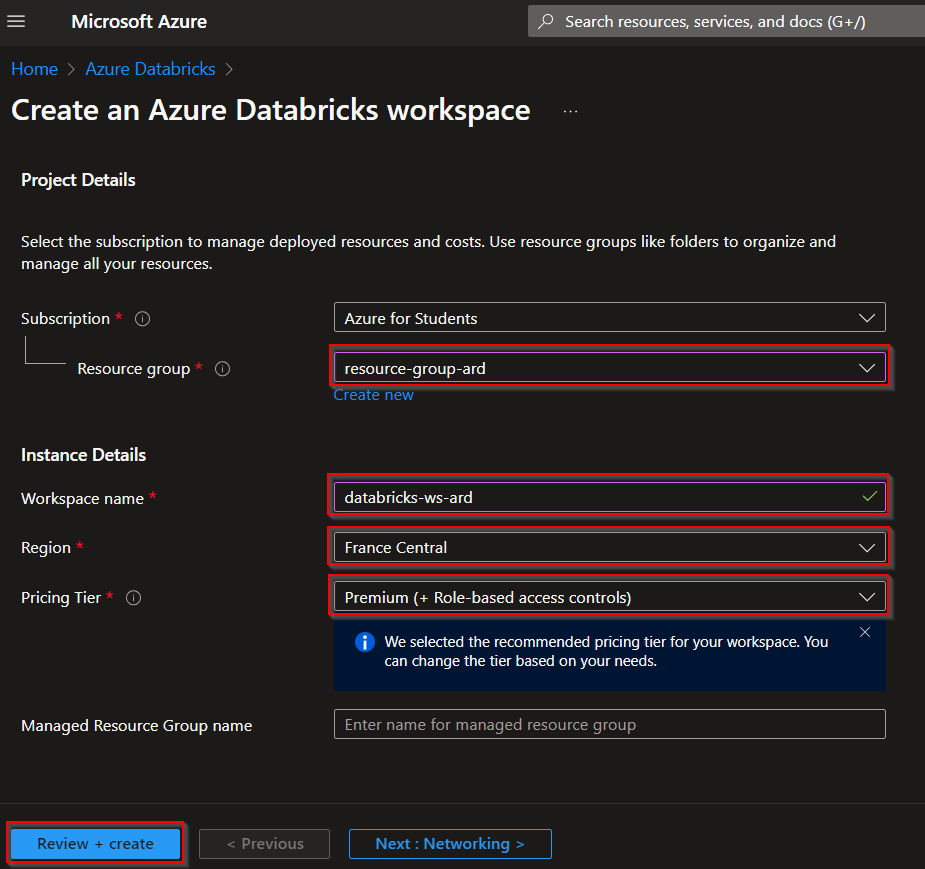 Microsoft Azure
Search resources, services, and docs (G+/)
Home > Azure Databricks >
Create an Azure Databricks workspace ...
Project Details
Select the subscription to manage deployed resources and costs. Use resource groups like folders to organize and
manage all your resources.
Subscription *
Azure for Students
Resource group *
resource-group-ard
Create new
Instance Details
Workspace name *
databricks-ws-ard
Region *
France Central
Pricing Tier *
Premium (+ Role-based access controls)
We selected the recommended pricing tier for your workspace. You
can change the tier based on your needs.
Managed Resource Group name
Enter name for managed resource group
Review + create
< Previous
Next : Networking >